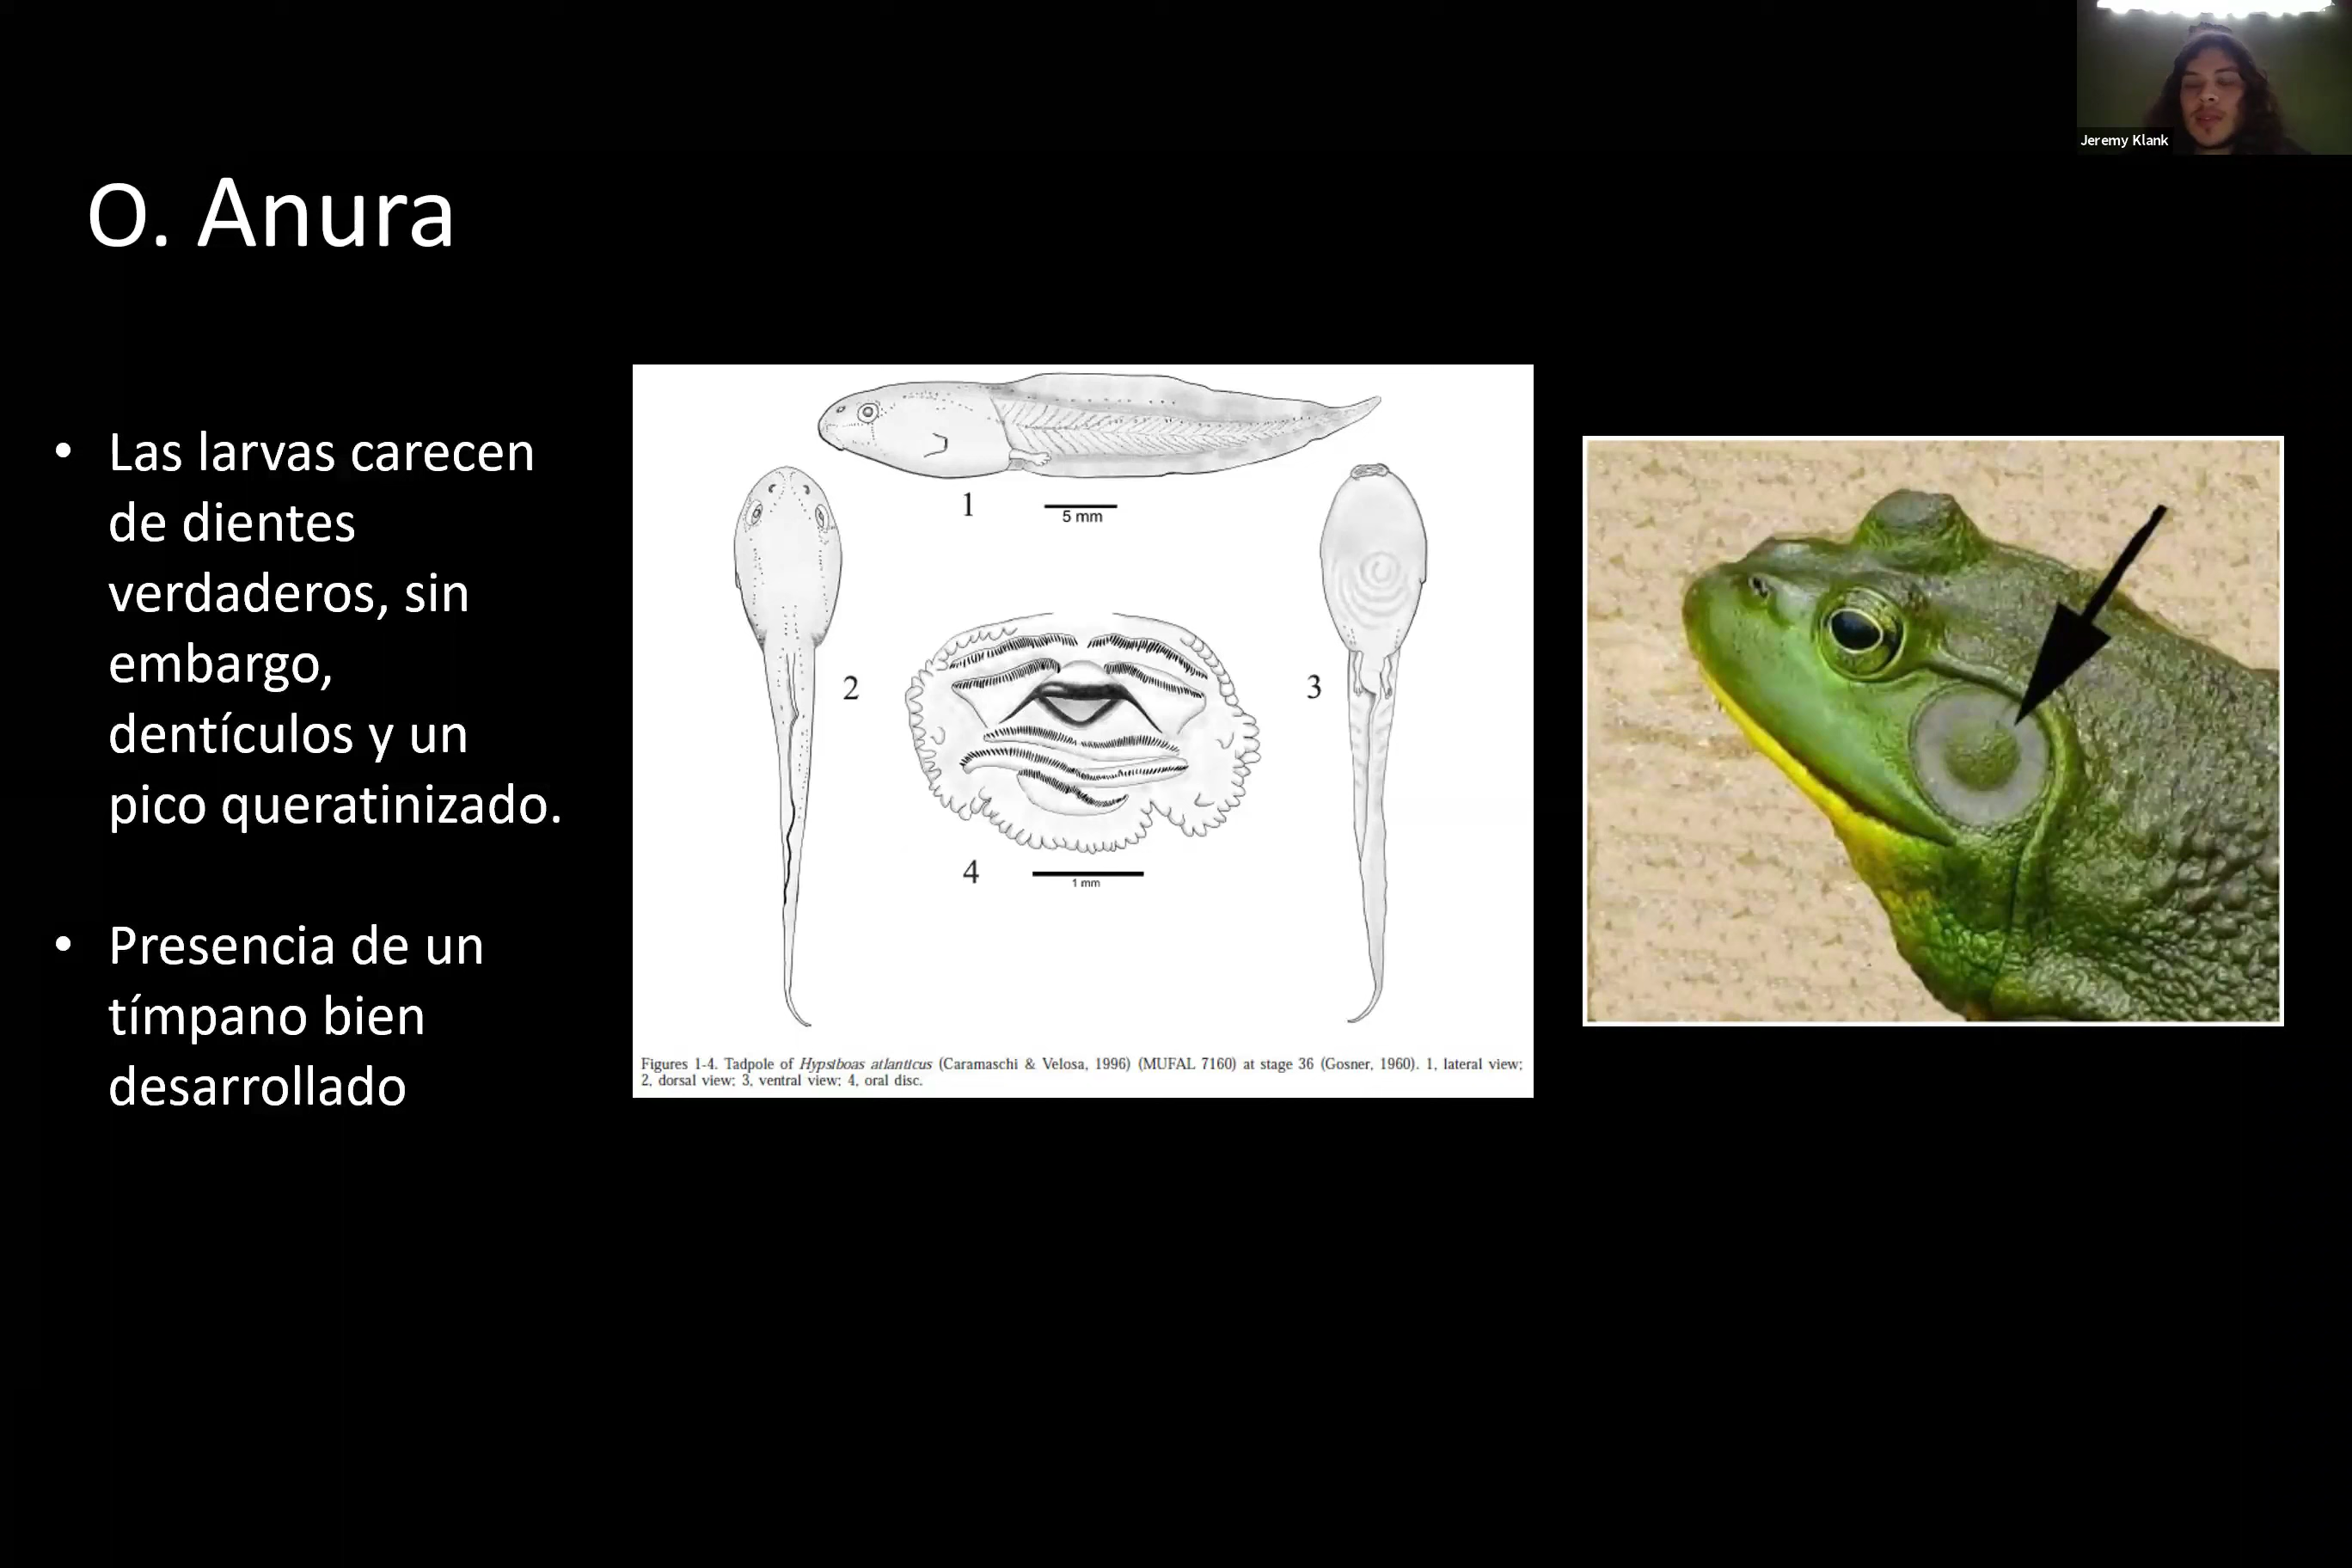 Jeremy Klank
O. Anura
• Las larvas carecen
de dientes
verdaderos, sin
embargo,
dentículos y un
pico queratinizado.
• Presencia de un
tímpano bien
desarrollado
1
5 mm
2
3
4
1 mm
Figures 1-4. Tadpole of Hypsiboas atlanticus (Caramaschi & Velosa, 1996) (MUFAL 7160) at stage 36 (Gosner, 1960). 1, lateral view;
2, dorsal view; 3, ventral view; 4, oral disc.